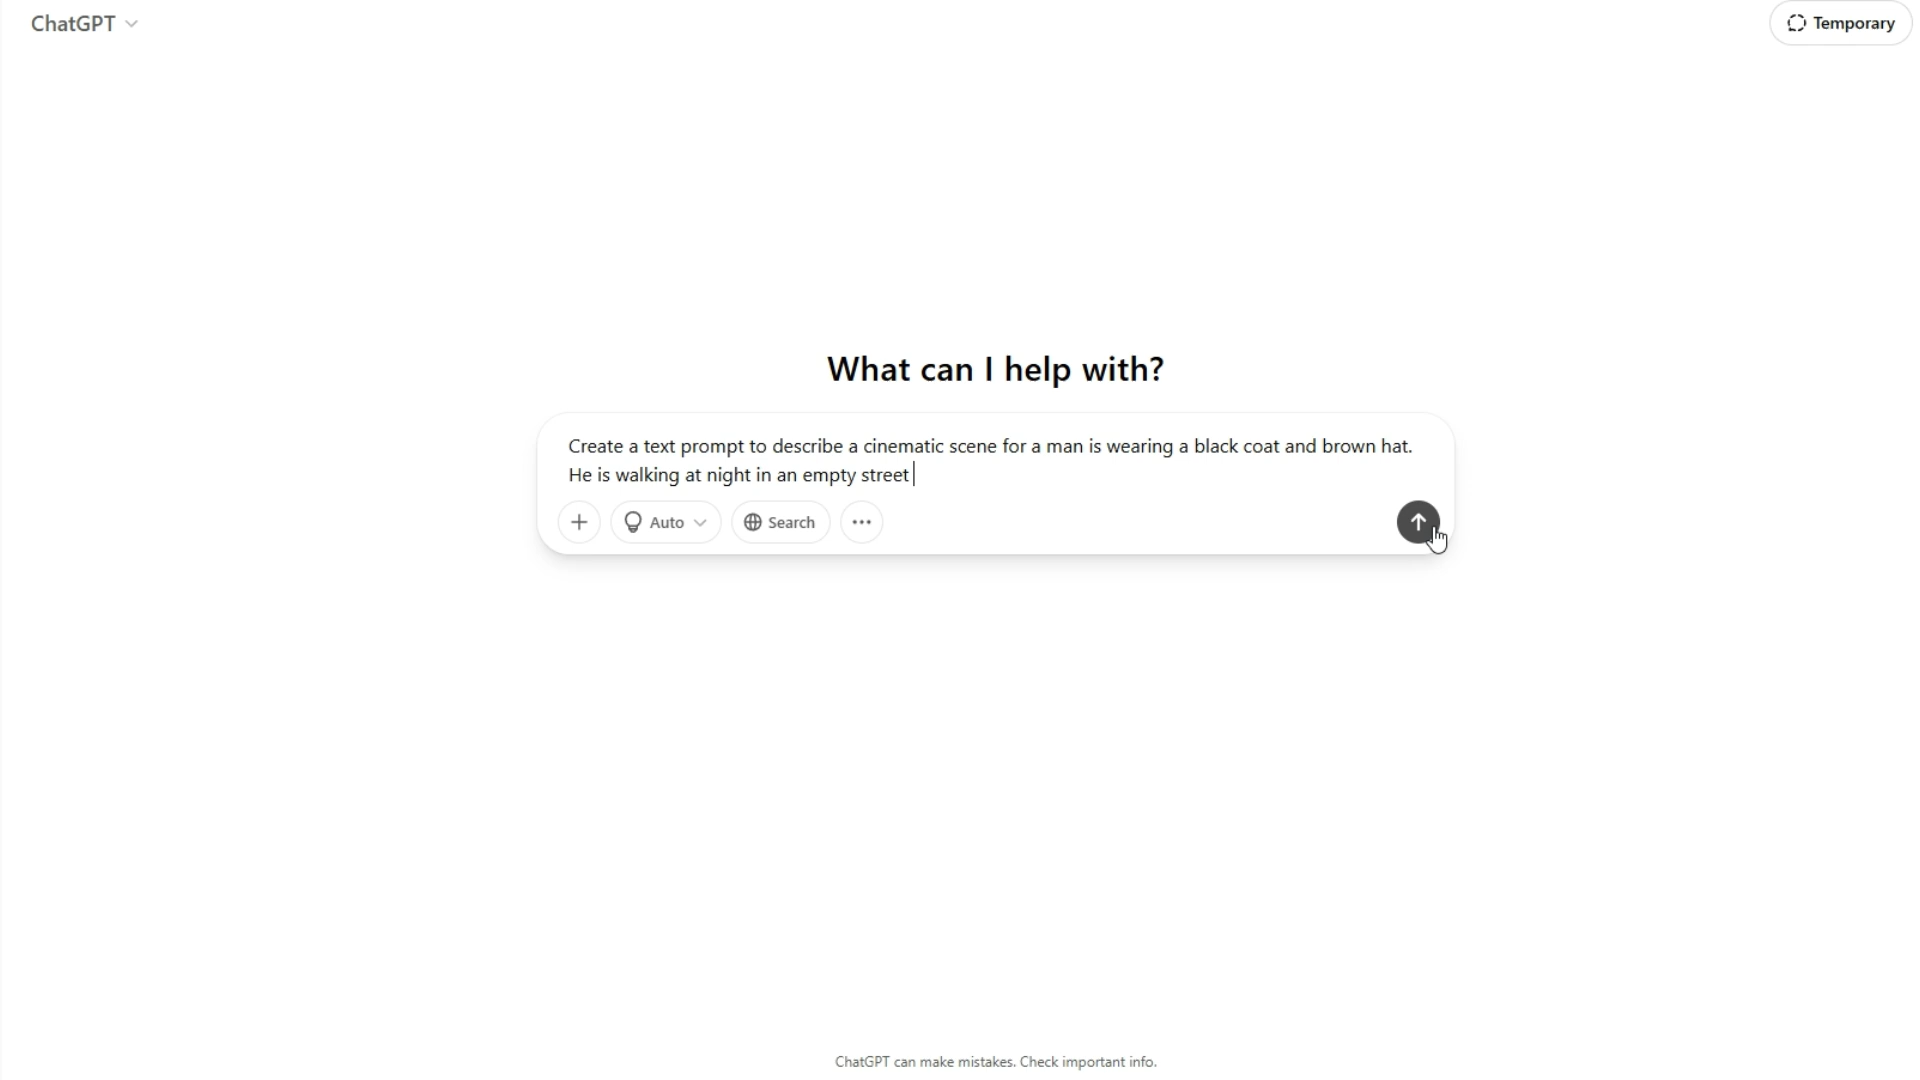 ChatGPT
Temporary
What can I help with?
Create a text prompt to describe a cinematic scene for a man is wearing a black coat and brown hat.
He is walking at night in an empty street
Auto
Search
ChatGPT can make mistakes. Check important info.